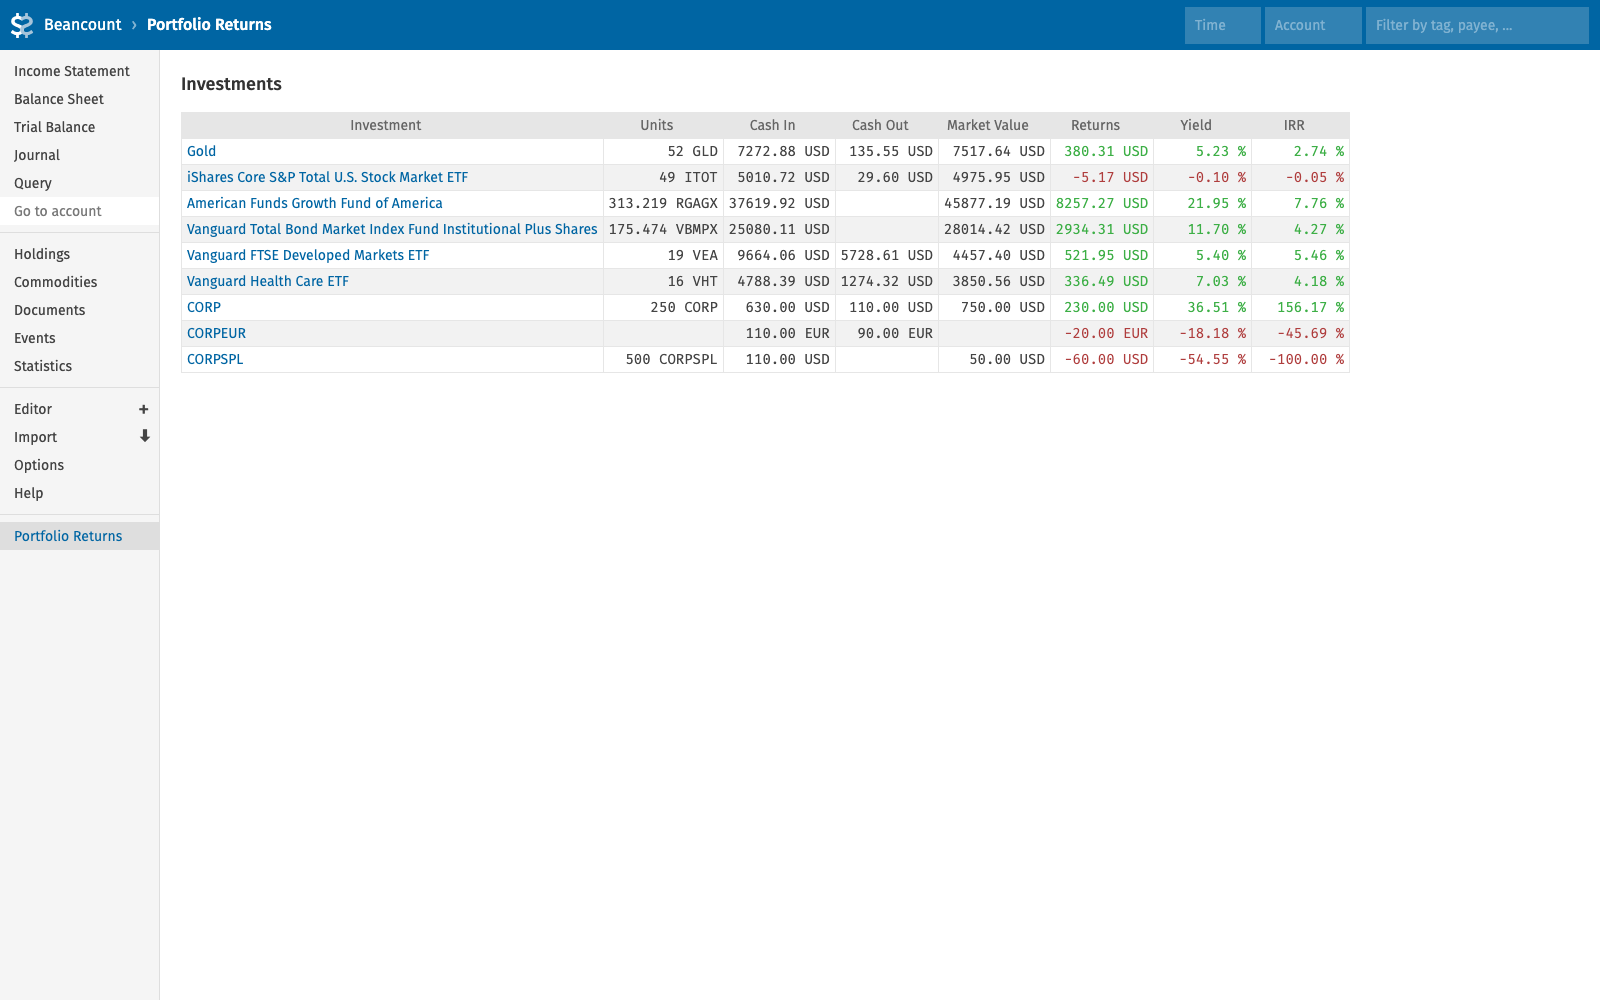 Beancount › Portfolio Returns
Time
Account
Filter by tag, payee, ...
Income Statement
Balance Sheet
Trial Balance
Journal
Query
Go to account
Holdings
Commodities
Documents
Events
Statistics
Editor +
Import
Options
Help
Portfolio Returns
Investments
Investment Units Cash In Cash Out Market Value Returns Yield IRR
Gold 52 GLD 7272.88 USD 135.55 USD 7517.64 USD 380.31 USD 5.23 % 2.74 %
iShares Core S&P Total U.S. Stock Market ETF 49 ITOT 5010.72 USD 29.60 USD 4975.95 USD -5.17 USD -0.10 % -0.05 %
American Funds Growth Fund of America 313.219 RGAGX 37619.92 USD 45877.19 USD 8257.27 USD 21.95 % 7.76 %
Vanguard Total Bond Market Index Fund Institutional Plus Shares 175.474 VBMPX 25080.11 USD 28014.42 USD 2934.31 USD 11.70 % 4.27 %
Vanguard FTSE Developed Markets ETF 19 VEA 9664.06 USD 5728.61 USD 4457.40 USD 521.95 USD 5.40 % 5.46 %
Vanguard Health Care ETF 16 VHT 4788.39 USD 1274.32 USD 3850.56 USD 336.49 USD 7.03 % 4.18 %
CORP 250 CORP 630.00 USD 110.00 USD 750.00 USD 230.00 USD 36.51 % 156.17 %
CORPEUR 110.00 EUR 90.00 EUR -20.00 EUR -18.18 % -45.69 %
CORPSPL 500 CORPSPL 110.00 USD 50.00 USD -60.00 USD -54.55 % -100.00 %